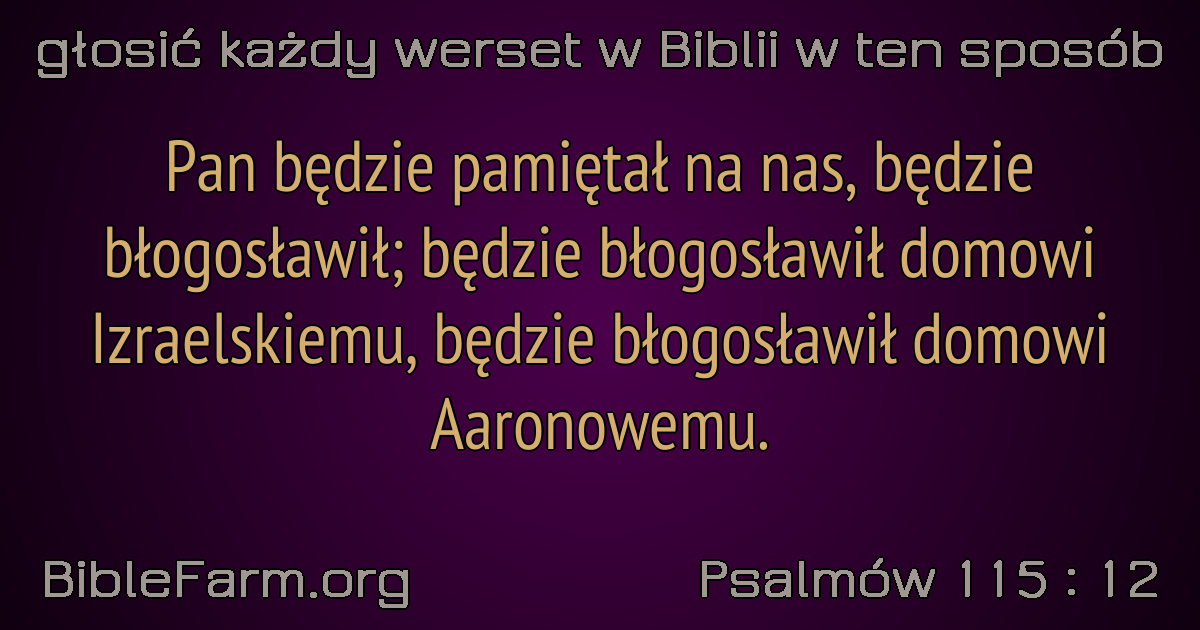 głosić każdy werset w Biblii w ten sposób
Pan będzie pamiętał na nas, będzie
błogosławił; będzie błogosławił domowi
Izraelskiemu, będzie błogosławił domowi
Aaronowemu.
BibleFarm.org
Psalmów 115 : 12